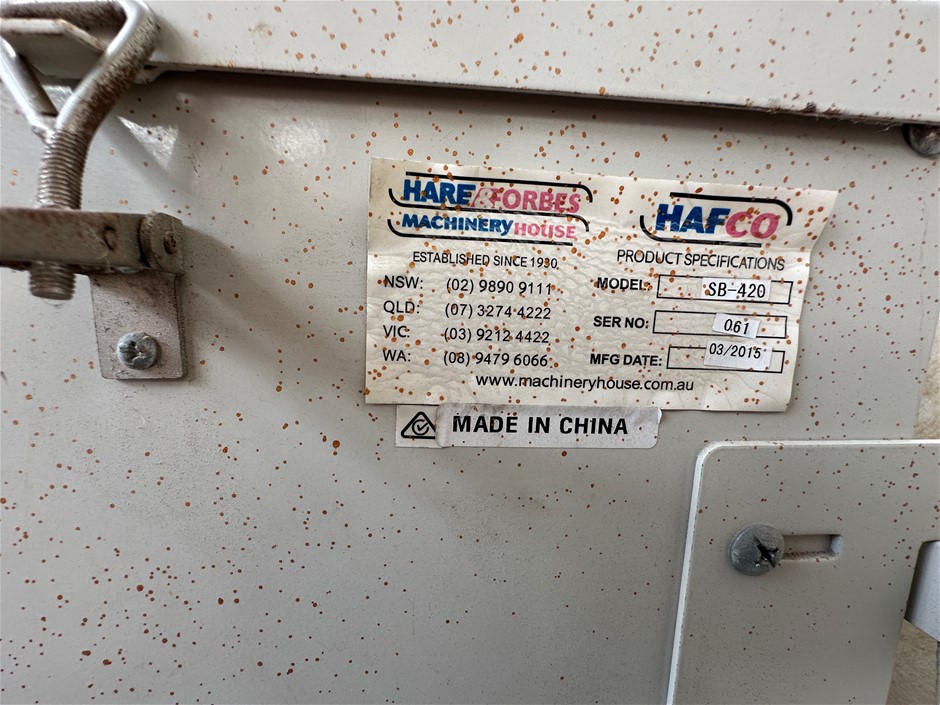 HARE & FORBES
MACHINERYHOUSE
ESTABLISHED SINCE 1930
NSW: (02) 9890 9111
QLD: (07) 3274 4222
VIC: (03) 9212 4422
WA: (08) 9479 6066
HAFCO
PRODUCT SPECIFICATIONS
MODEL: SB-420
SER NO: 061
MFG DATE: 03/2015
www.machineryhouse.com.au
MADE IN CHINA